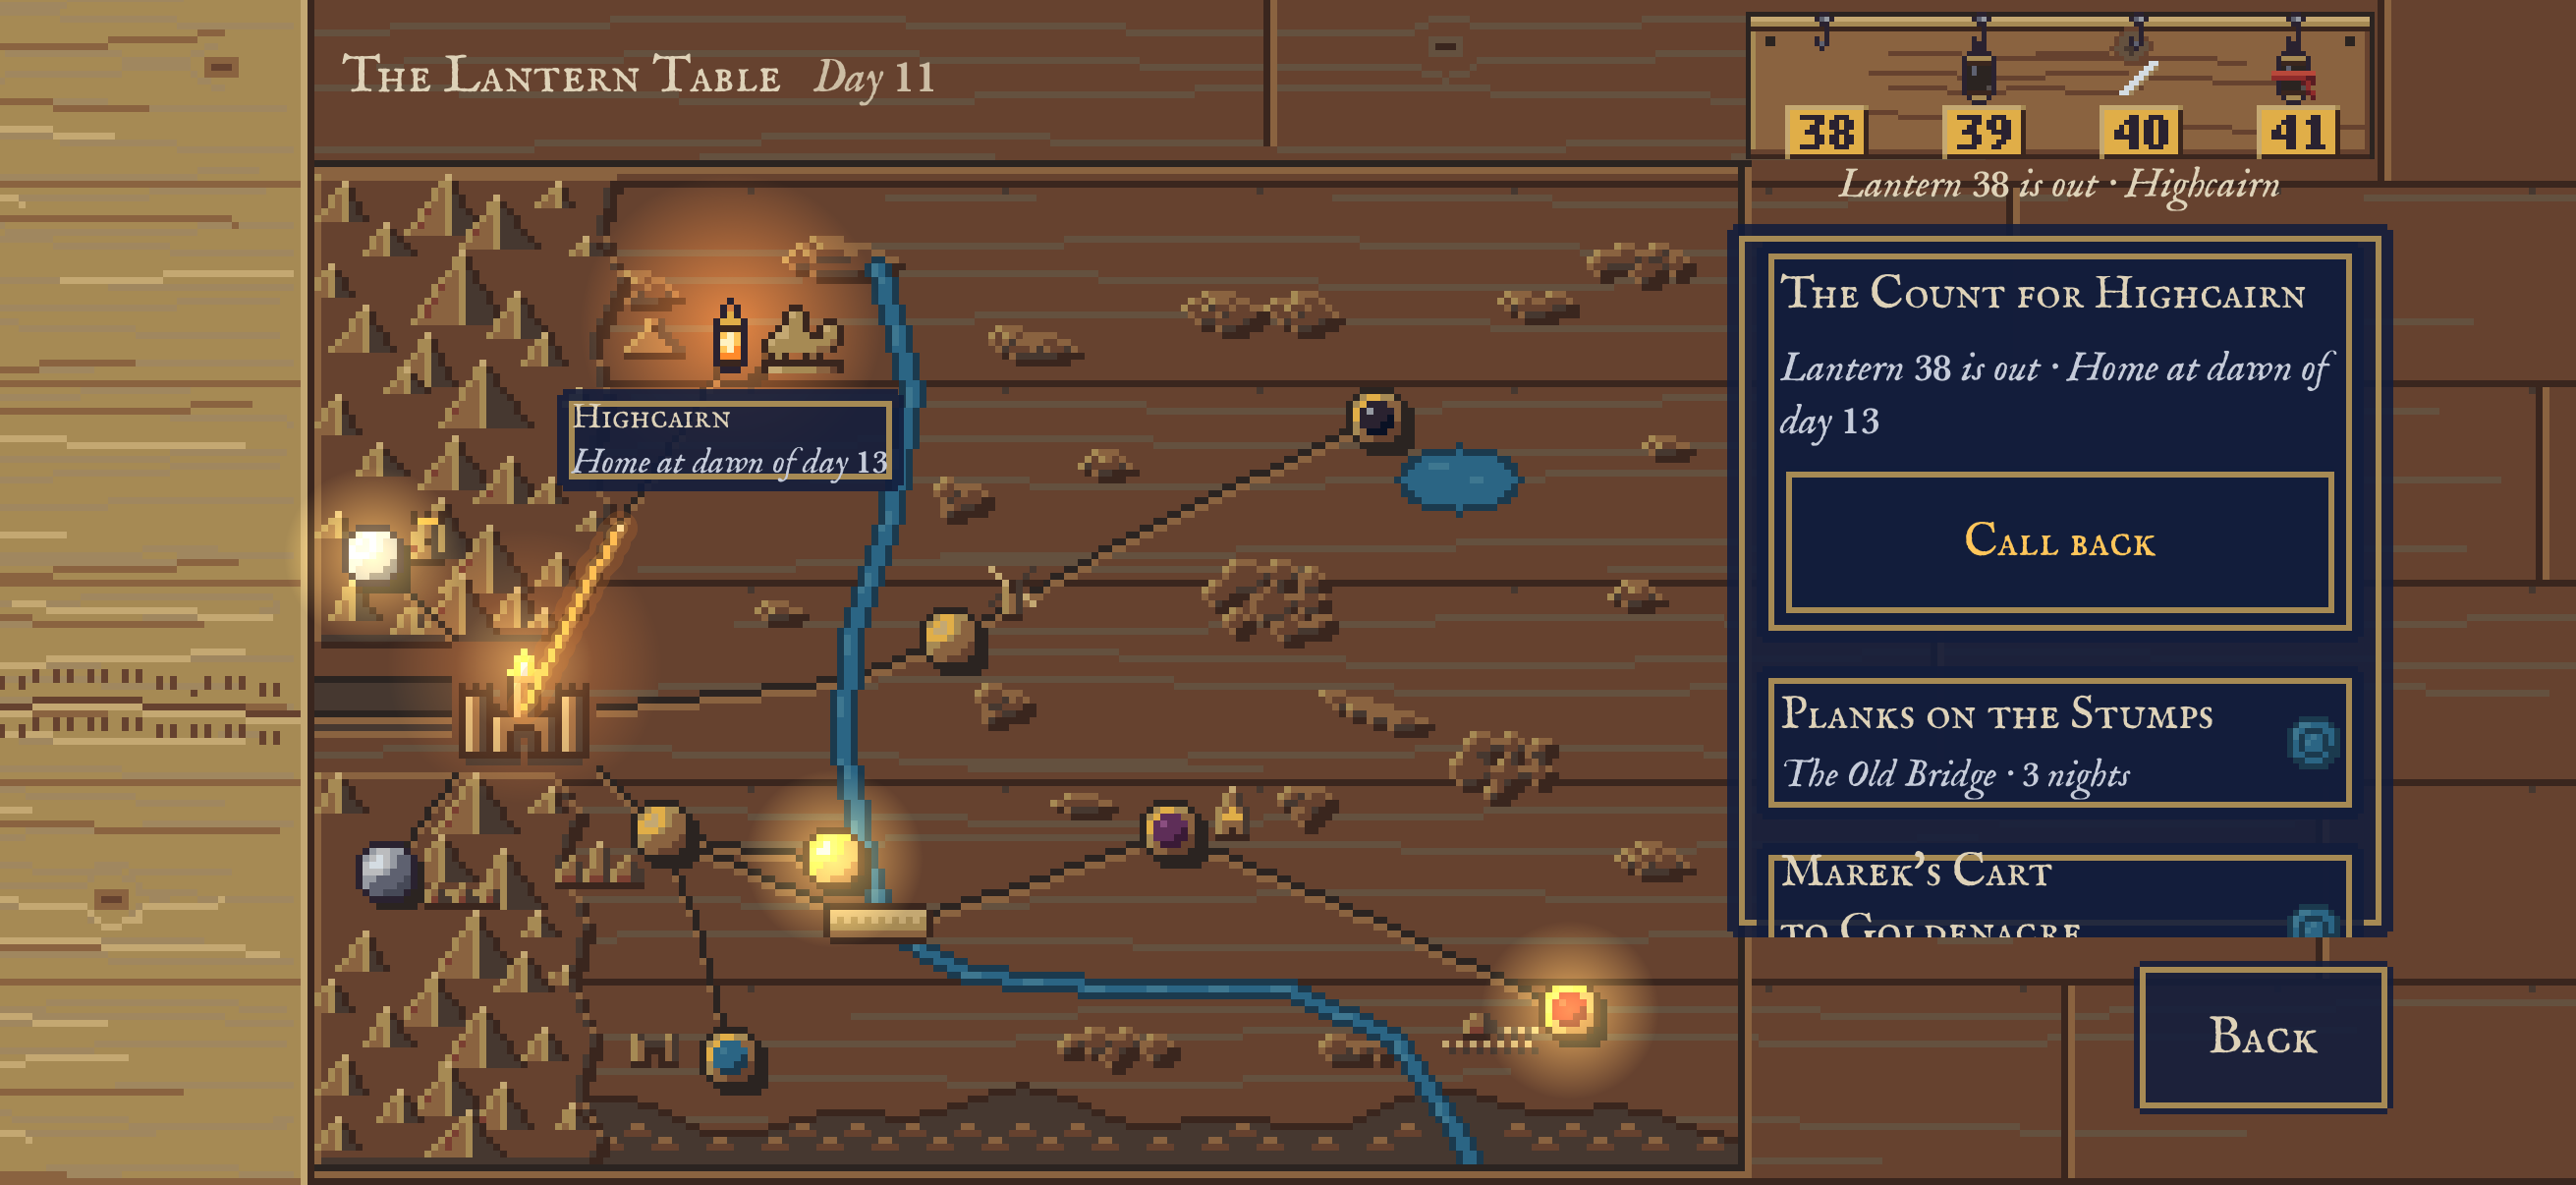 The Lantern Table Day 11
38 39 40 41
Lantern 38 is out · Highcairn
The Count for Highcairn
Lantern 38 is out · Home at dawn of
day 13
Call back
Highcairn
Home at dawn of day 13
Planks on the Stumps
The Old Bridge · 3 nights
Marek's Cart
to Goldenacre
Back